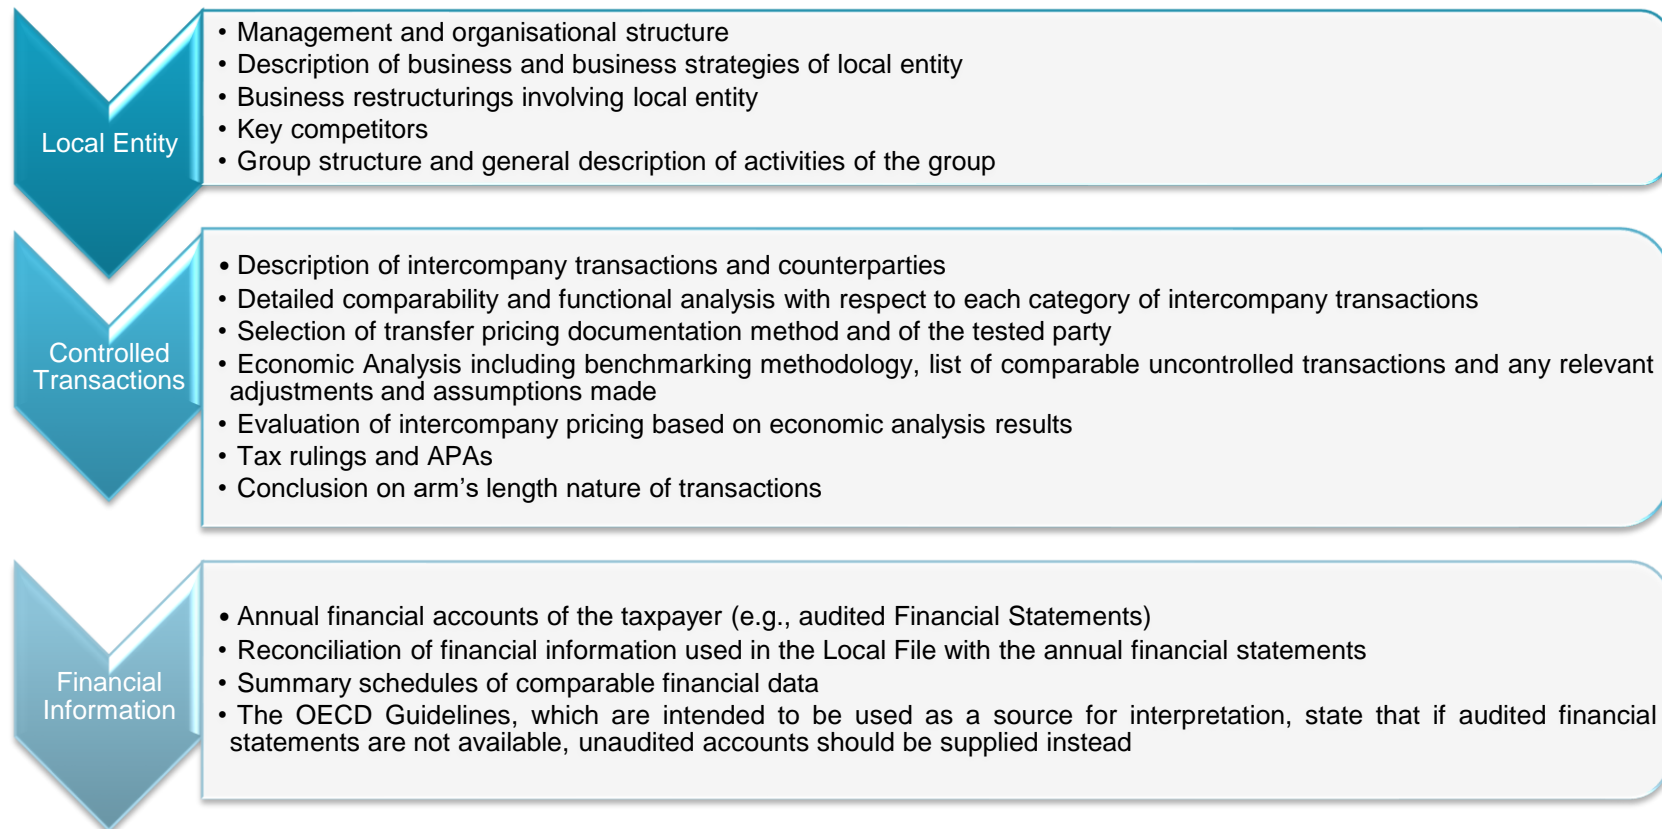 Local Entity
• Management and organisational structure
• Description of business and business strategies of local entity
• Business restructurings involving local entity
• Key competitors
• Group structure and general description of activities of the group
Controlled
Transactions
• Description of intercompany transactions and counterparties
• Detailed comparability and functional analysis with respect to each category of intercompany transactions
• Selection of transfer pricing documentation method and of the tested party
• Economic Analysis including benchmarking methodology, list of comparable uncontrolled transactions and any relevant
adjustments and assumptions made
• Evaluation of intercompany pricing based on economic analysis results
• Tax rulings and APAs
• Conclusion on arm’s length nature of transactions
Financial
Information
• Annual financial accounts of the taxpayer (e.g., audited Financial Statements)
• Reconciliation of financial information used in the Local File with the annual financial statements
• Summary schedules of comparable financial data
• The OECD Guidelines, which are intended to be used as a source for interpretation, state that if audited financial
statements are not available, unaudited accounts should be supplied instead